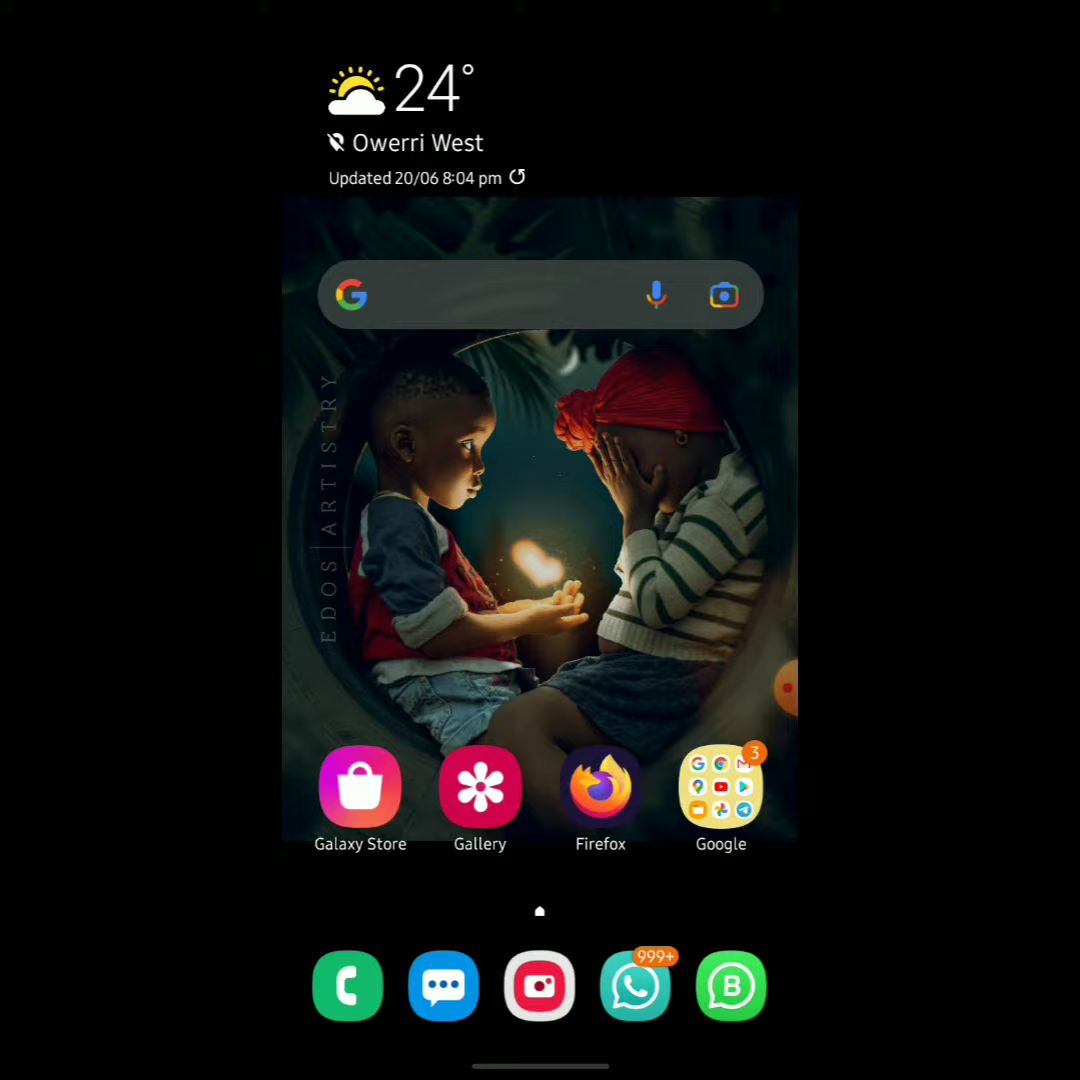 24°
Owerri West
Updated 20/06 8:04 pm
EDOS|ARTISTRY
3
Galaxy Store
Gallery
Firefox
Google
999+
B